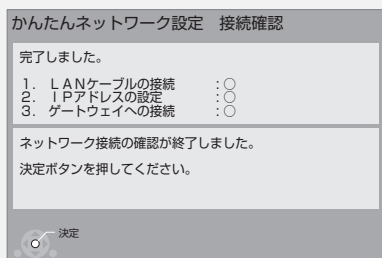 かんたんネットワーク設定　接続確認
完了しました。
1.　ＬＡＮケーブルの接続　：○
2.　ＩＰアドレスの設定　：○
3.　ゲートウェイへの接続　：○
ネットワーク接続の確認が終了しました。
決定ボタンを押してください。
決定